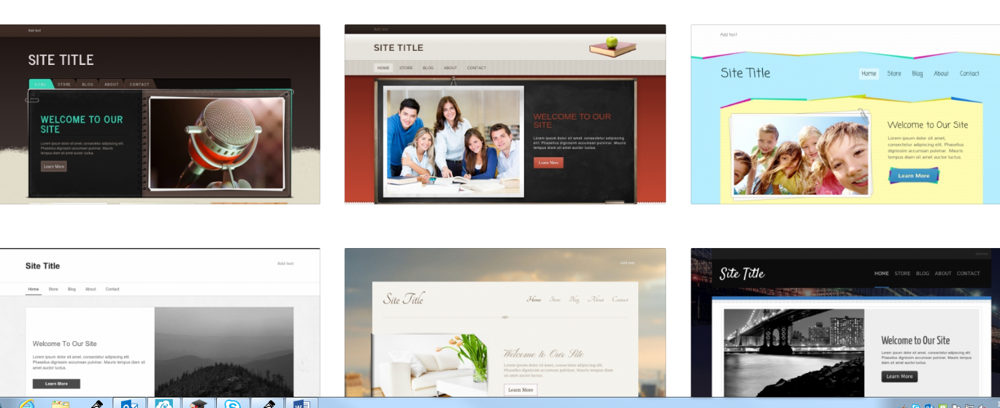 Add text
SITE TITLE
HOME STORE BLOG ABOUT CONTACT
WELCOME TO OUR
SITE
Lorem ipsum dolor sit amet, consectetur adipiscing elit.
Phasellus dignissim accumsan pulvinar. Mauris
tempus diam sit amet auctor luctus.
Learn More
Add text
SITE TITLE
HOME STORE BLOG ABOUT CONTACT
WELCOME TO OUR
SITE
Lorem ipsum dolor sit amet, consectetur adipiscing
elit. Phasellus dignissim accumsan pulvinar. Mauris
tempus diam sit amet auctor luctus.
Learn More
Add text
Site Title
Home Store Blog About Contact
Welcome to Our Site
Lorem ipsum dolor sit amet,
consectetur adipiscing elit. Phasellus
dignissim accumsan pulvinar. Mauris
tempus diam sit amet auctor luctus.
Learn More
Site Title
Add text
Home Store Blog About Contact
Welcome To Our Site
Lorem ipsum dolor sit amet, consectetur adipiscing elit.
Phasellus dignissim accumsan pulvinar. Mauris tempus diam sit
amet auctor luctus.
Learn More
Add text
Site Title
Home Store Blog About Contact
Welcome to Our Site
Lorem ipsum dolor sit amet, consectetur adipiscing elit.
Phasellus dignissim accumsan pulvinar. Mauris tempus diam
sit amet auctor luctus.
Learn More
Add text
Site Title
HOME STORE BLOG ABOUT CONTACT
Welcome to Our Site
Lorem ipsum dolor sit amet, consectetur adipiscing
elit. Phasellus dignissim accumsan pulvinar. Mauris tempus
diam sit amet auctor luctus.
Learn More